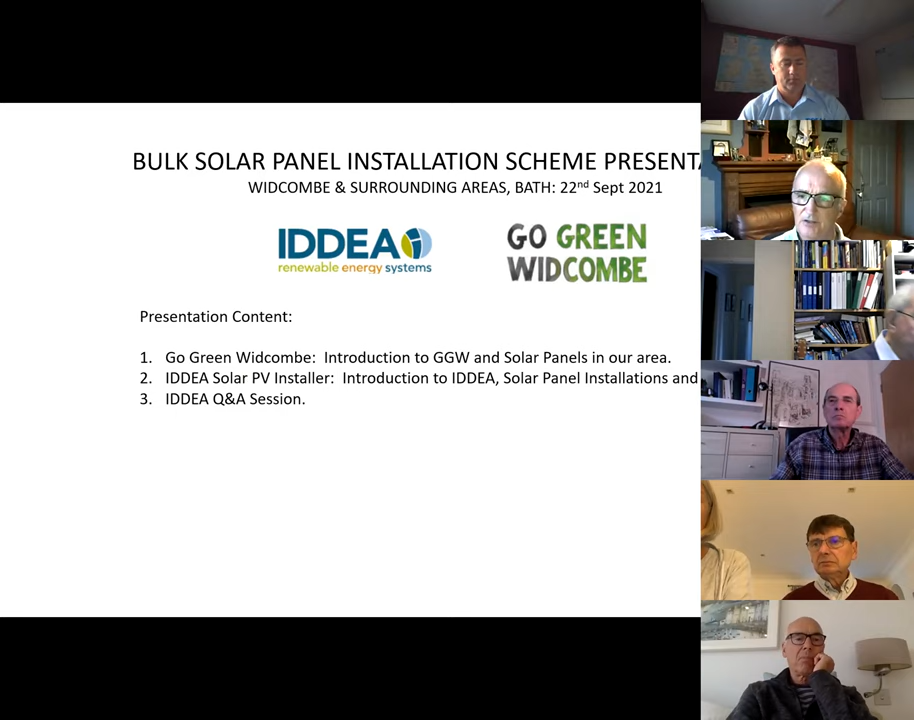 BULK SOLAR PANEL INSTALLATION SCHEME PRESENTA
WIDCOMBE & SURROUNDING AREAS, BATH: 22nd Sept 2021
IDDEA
renewable energy systems
GO GREEN
WIDCOMBE
Presentation Content:
1. Go Green Widcombe: Introduction to GGW and Solar Panels in our area.
2. IDDEA Solar PV Installer: Introduction to IDDEA, Solar Panel Installations and
3. IDDEA Q&A Session.